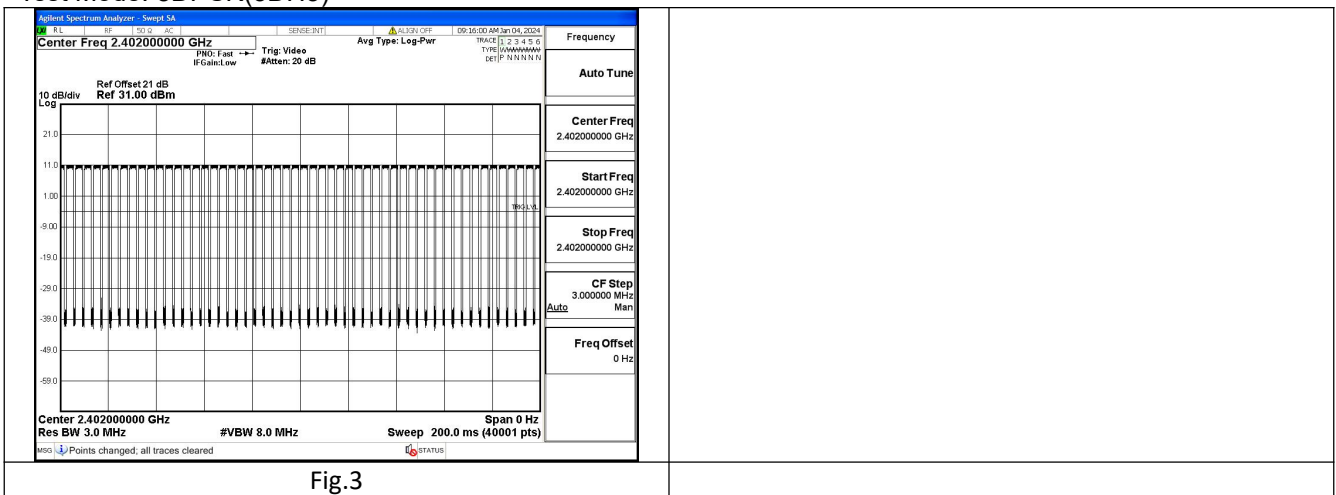 Agilent Spectrum Analyzer - Swept SA
RL RF 50 Ω AC SENSE:INT ALIGN OFF 09:16:00 AM Jan 04, 2024
Center Freq 2.402000000 GHz
PNO: Fast Trig: Video
IFGain:Low #Atten: 20 dB
Avg Type: Log-Pwr
TRACE 1 2 3 4 5 6
TYPE
DET P N N N N N
Ref Offset 21 dB
10 dB/div Ref 31.00 dBm
Log
21.0
11.0
1.00
TRIG LVL
-9.00
-19.0
-29.0
-39.0
-49.0
-59.0
Center 2.402000000 GHz Span 0 Hz
Res BW 3.0 MHz #VBW 8.0 MHz Sweep 200.0 ms (40001 pts)
MSG Points changed; all traces cleared STATUS
Frequency
Auto Tune
Center Freq
2.402000000 GHz
Start Freq
2.402000000 GHz
Stop Freq
2.402000000 GHz
CF Step
3.000000 MHz
Auto Man
Freq Offset
0 Hz
Fig.3